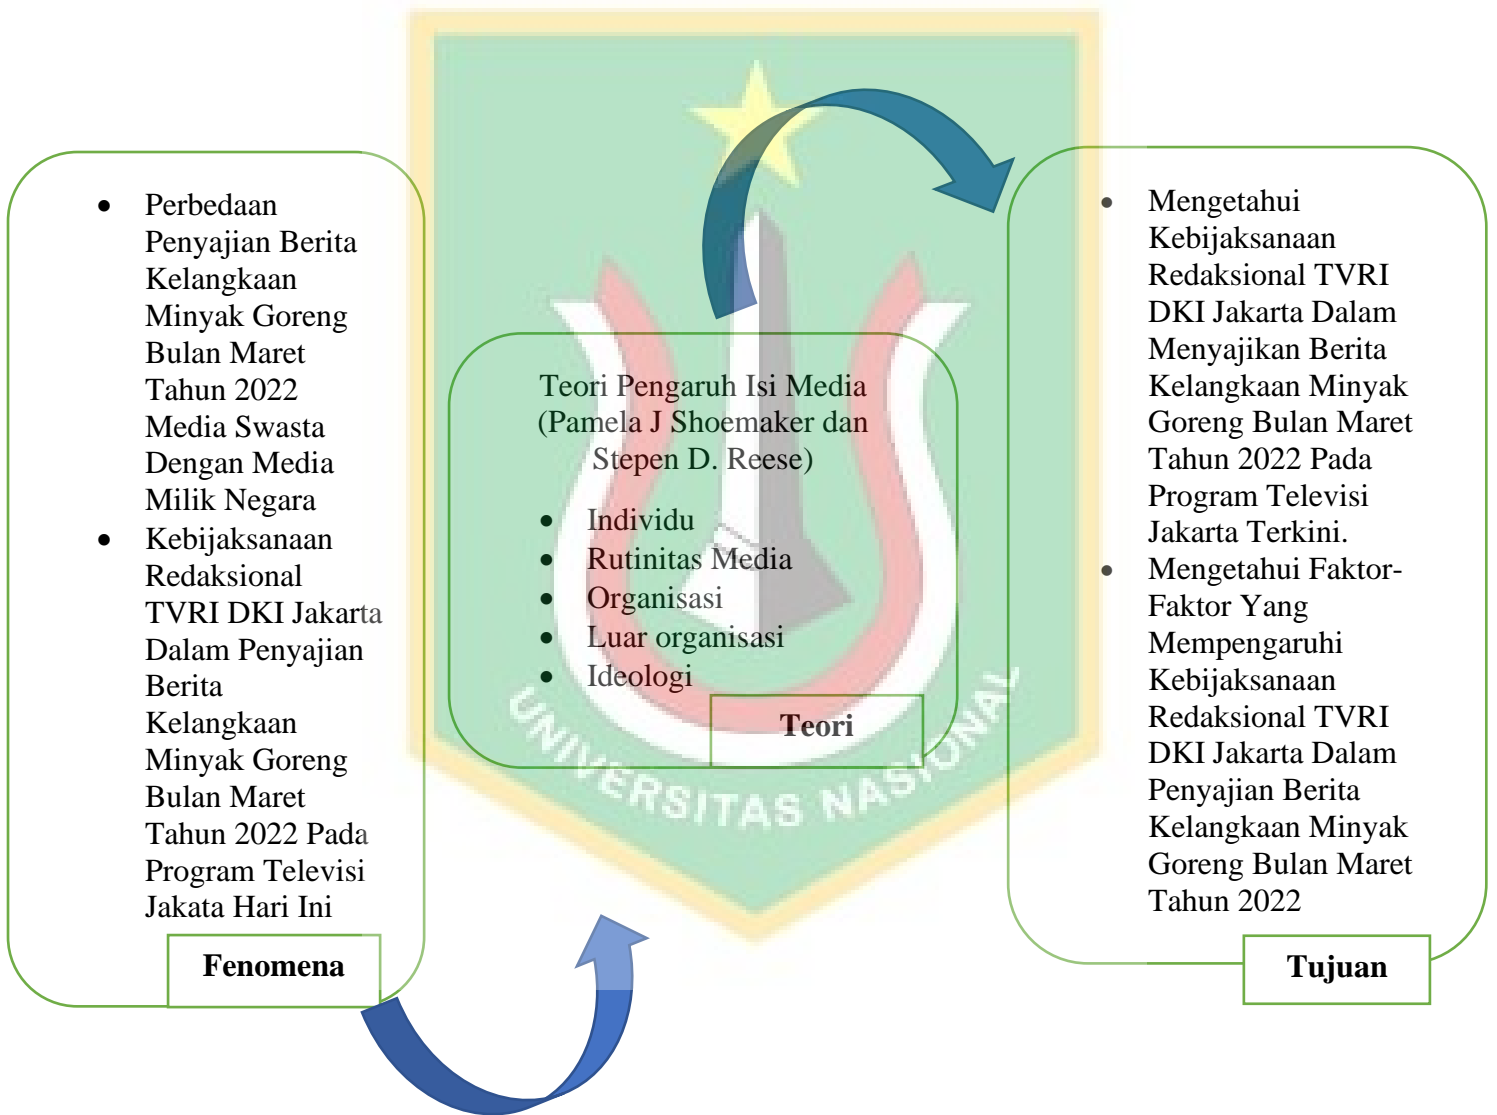 • Perbedaan
Penyajian Berita
Kelangkaan
Minyak Goreng
Bulan Maret
Tahun 2022
Media Swasta
Dengan Media
Milik Negara
• Kebijaksanaan
Redaksional
TVRI DKI Jakarta
Dalam Penyajian
Berita
Kelangkaan
Minyak Goreng
Bulan Maret
Tahun 2022 Pada
Program Televisi
Jakata Hari Ini
Fenomena
Teori Pengaruh Isi Media
(Pamela J Shoemaker dan
Stepen D. Reese)
• Individu
• Rutinitas Media
• Organisasi
• Luar organisasi
• Ideologi
Teori
UNIVERSITAS NASIONAL
• Mengetahui
Kebijaksanaan
Redaksional TVRI
DKI Jakarta Dalam
Menyajikan Berita
Kelangkaan Minyak
Goreng Bulan Maret
Tahun 2022 Pada
Program Televisi
Jakarta Terkini.
• Mengetahui Faktor-
Faktor Yang
Mempengaruhi
Kebijaksanaan
Redaksional TVRI
DKI Jakarta Dalam
Penyajian Berita
Kelangkaan Minyak
Goreng Bulan Maret
Tahun 2022
Tujuan